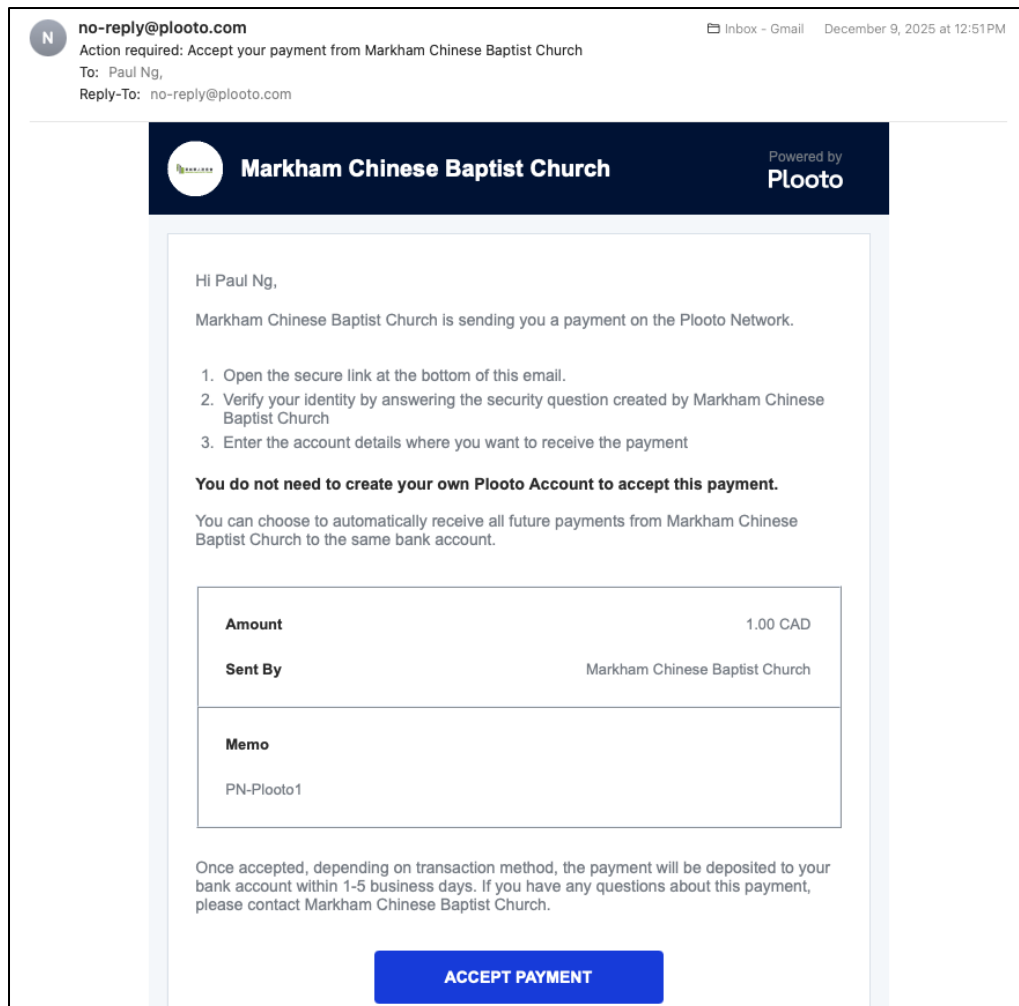 N
no-reply@plooto.com
Inbox - Gmail December 9, 2025 at 12:51 PM
Action required: Accept your payment from Markham Chinese Baptist Church
To: Paul Ng,
Reply-To: no-reply@plooto.com
Markham Chinese Baptist Church
Powered by
Plooto
Hi Paul Ng,
Markham Chinese Baptist Church is sending you a payment on the Plooto Network.
1. Open the secure link at the bottom of this email.
2. Verify your identity by answering the security question created by Markham Chinese
Baptist Church
3. Enter the account details where you want to receive the payment
You do not need to create your own Plooto Account to accept this payment.
You can choose to automatically receive all future payments from Markham Chinese
Baptist Church to the same bank account.
Amount 1.00 CAD
Sent By Markham Chinese Baptist Church
Memo
PN-Plooto1
Once accepted, depending on transaction method, the payment will be deposited to your
bank account within 1-5 business days. If you have any questions about this payment,
please contact Markham Chinese Baptist Church.
ACCEPT PAYMENT